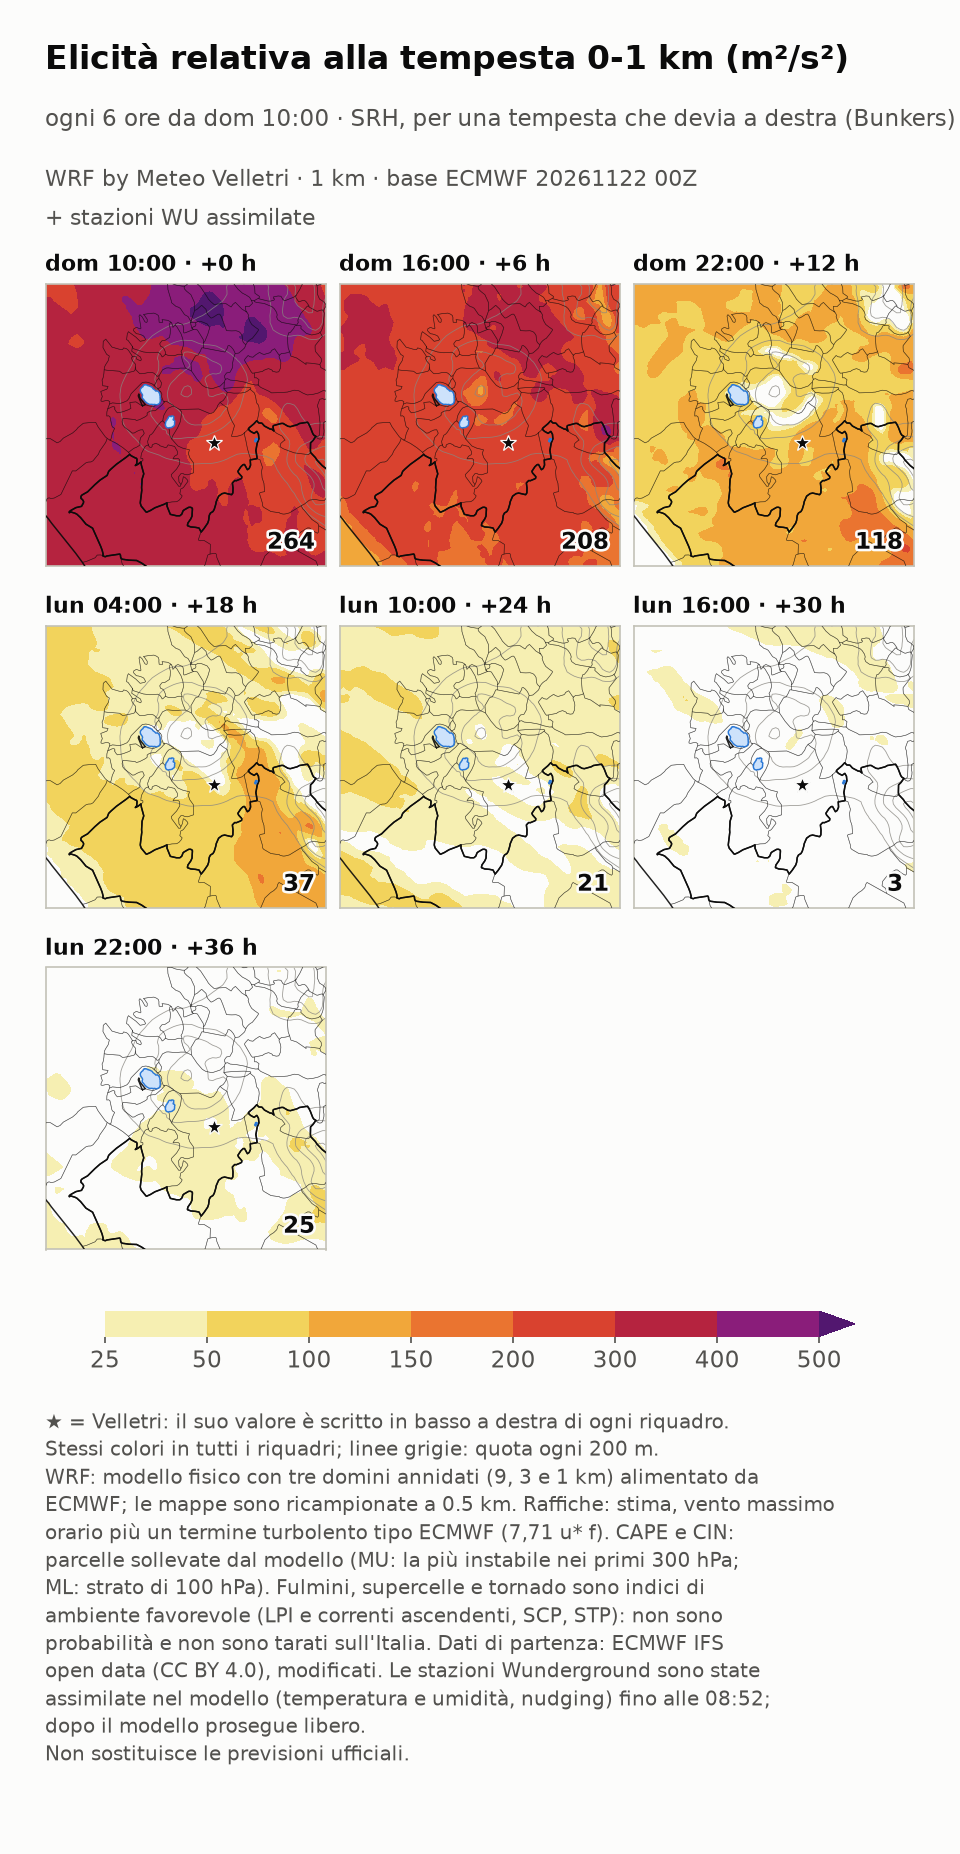 Elicità relativa alla tempesta 0-1 km (m²/s²)
ogni 6 ore da dom 10:00 · SRH, per una tempesta che devia a destra (Bunkers)
WRF by Meteo Velletri · 1 km · base ECMWF 20261122 00Z
+ stazioni WU assimilate
dom 10:00 · +0 h
dom 16:00 · +6 h
dom 22:00 · +12 h
264
208
118
lun 04:00 · +18 h
lun 10:00 · +24 h
lun 16:00 · +30 h
37
21
3
lun 22:00 · +36 h
25
25 50 100 150 200 300 400 500
★ = Velletri: il suo valore è scritto in basso a destra di ogni riquadro.
Stessi colori in tutti i riquadri; linee grigie: quota ogni 200 m.
WRF: modello fisico con tre domini annidati (9, 3 e 1 km) alimentato da
ECMWF; le mappe sono ricampionate a 0.5 km. Raffiche: stima, vento massimo
orario più un termine turbolento tipo ECMWF (7,71 u* f). CAPE e CIN:
parcelle sollevate dal modello (MU: la più instabile nei primi 300 hPa;
ML: strato di 100 hPa). Fulmini, supercelle e tornado sono indici di
ambiente favorevole (LPI e correnti ascendenti, SCP, STP): non sono
probabilità e non sono tarati sull'Italia. Dati di partenza: ECMWF IFS
open data (CC BY 4.0), modificati. Le stazioni Wunderground sono state
assimilate nel modello (temperatura e umidità, nudging) fino alle 08:52;
dopo il modello prosegue libero.
Non sostituisce le previsioni ufficiali.